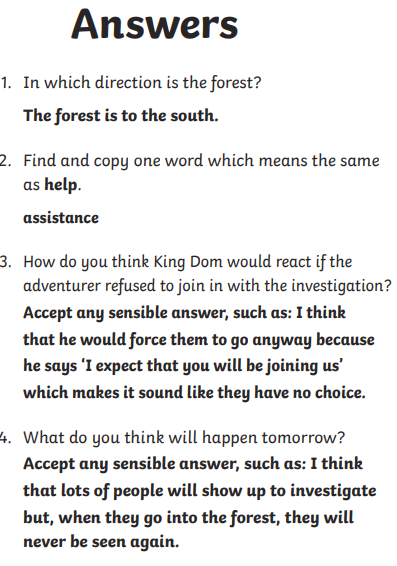 Answers
1. In which direction is the forest?
The forest is to the south.
2. Find and copy one word which means the same
as help.
assistance
3. How do you think King Dom would react if the
adventurer refused to join in with the investigation?
Accept any sensible answer, such as: I think
that he would force them to go anyway because
he says ‘I expect that you will be joining us’
which makes it sound like they have no choice.
4. What do you think will happen tomorrow?
Accept any sensible answer, such as: I think
that lots of people will show up to investigate
but, when they go into the forest, they will
never be seen again.